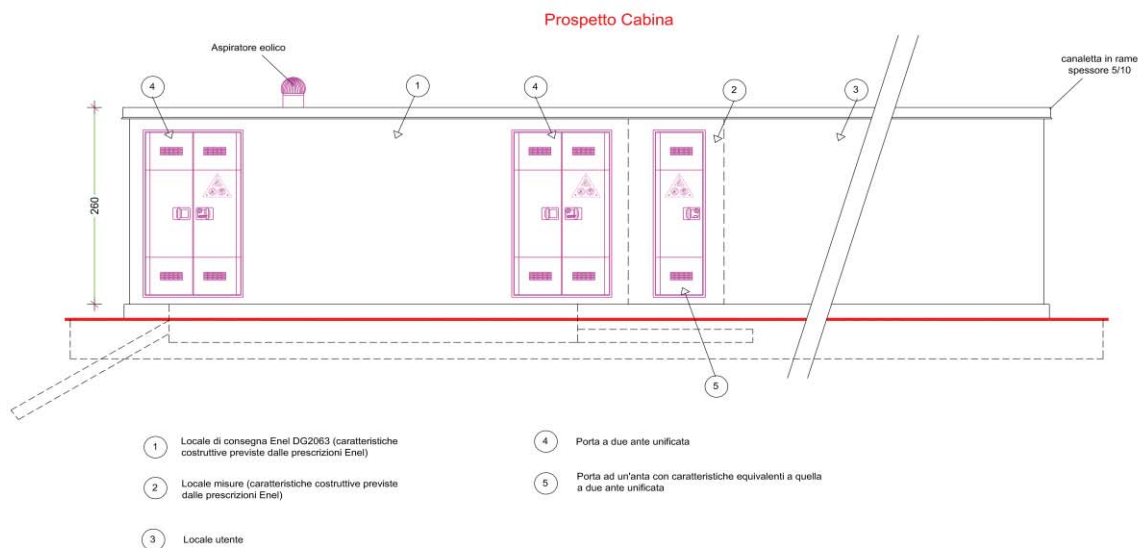 Prospetto Cabina
Aspiratore eolico
canaletta in rame
spessore 5/10
4
1
4
2
3
260
5
1
Locale di consegna Enel DG2063 (caratteristiche
costruttive previste dalle prescrizioni Enel)
2
Locale misure (caratteristiche costruttive previste
dalle prescrizioni Enel)
3
Locale utente
4
Porta a due ante unificata
5
Porta ad un'anta con caratteristiche equivalenti a quella
a due ante unificata